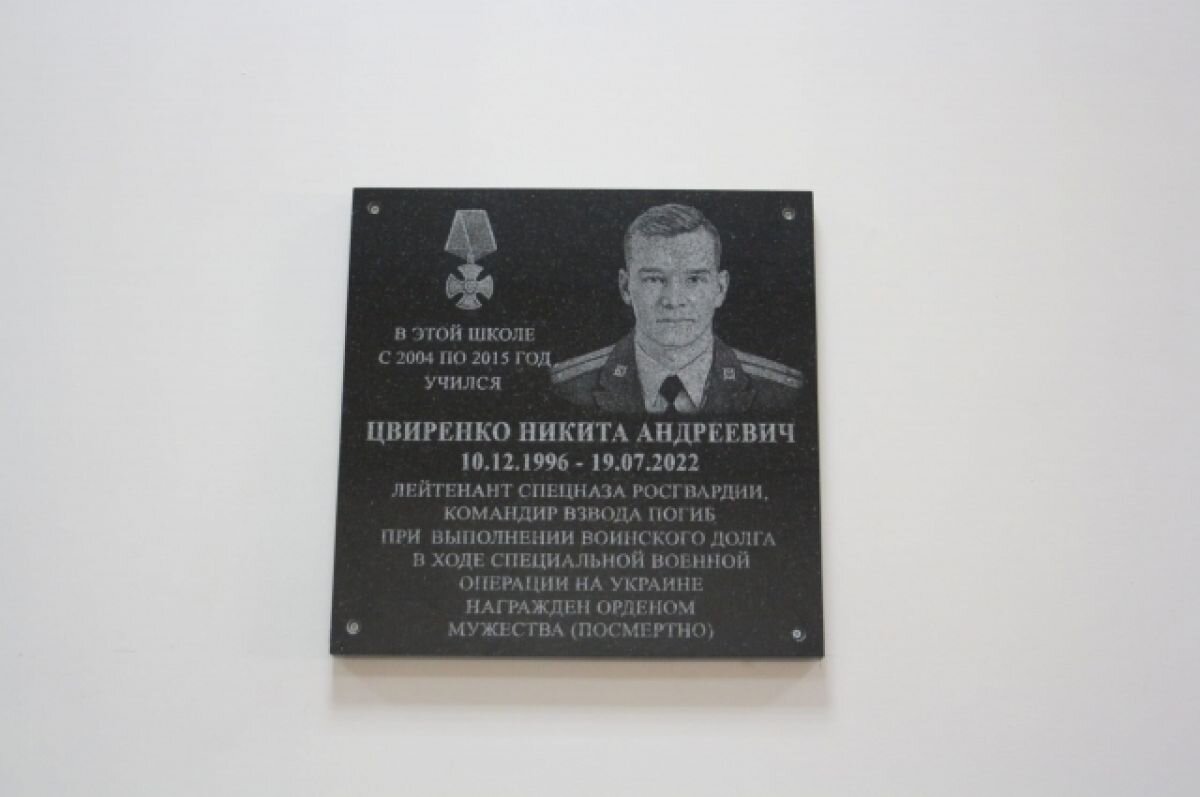 В ЭТОЙ ШКОЛЕ
С 2004 ПО 2015 ГОД
УЧИЛСЯ
ЦВИРЕНКО НИКИТА АНДРЕЕВИЧ
10.12.1996 - 19.07.2022
ЛЕЙТЕНАНТ СПЕЦНАЗА РОСГВАРДИИ,
КОМАНДИР ВЗВОДА ПОГИБ
ПРИ ВЫПОЛНЕНИИ ВОИНСКОГО ДОЛГА
В ХОДЕ СПЕЦИАЛЬНОЙ ВОЕННОЙ
ОПЕРАЦИИ НА УКРАИНЕ
НАГРАЖДЕН ОРДЕНОМ
МУЖЕСТВА (ПОСМЕРТНО)